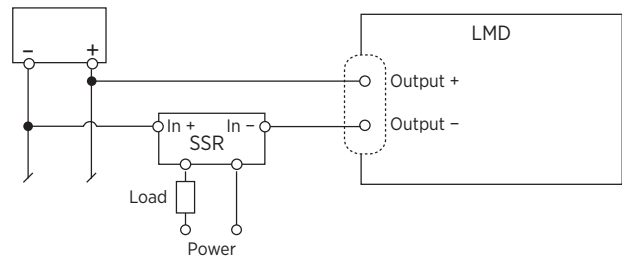 LMD
− +
Output +
In + In −
Output −
SSR
Load
Power